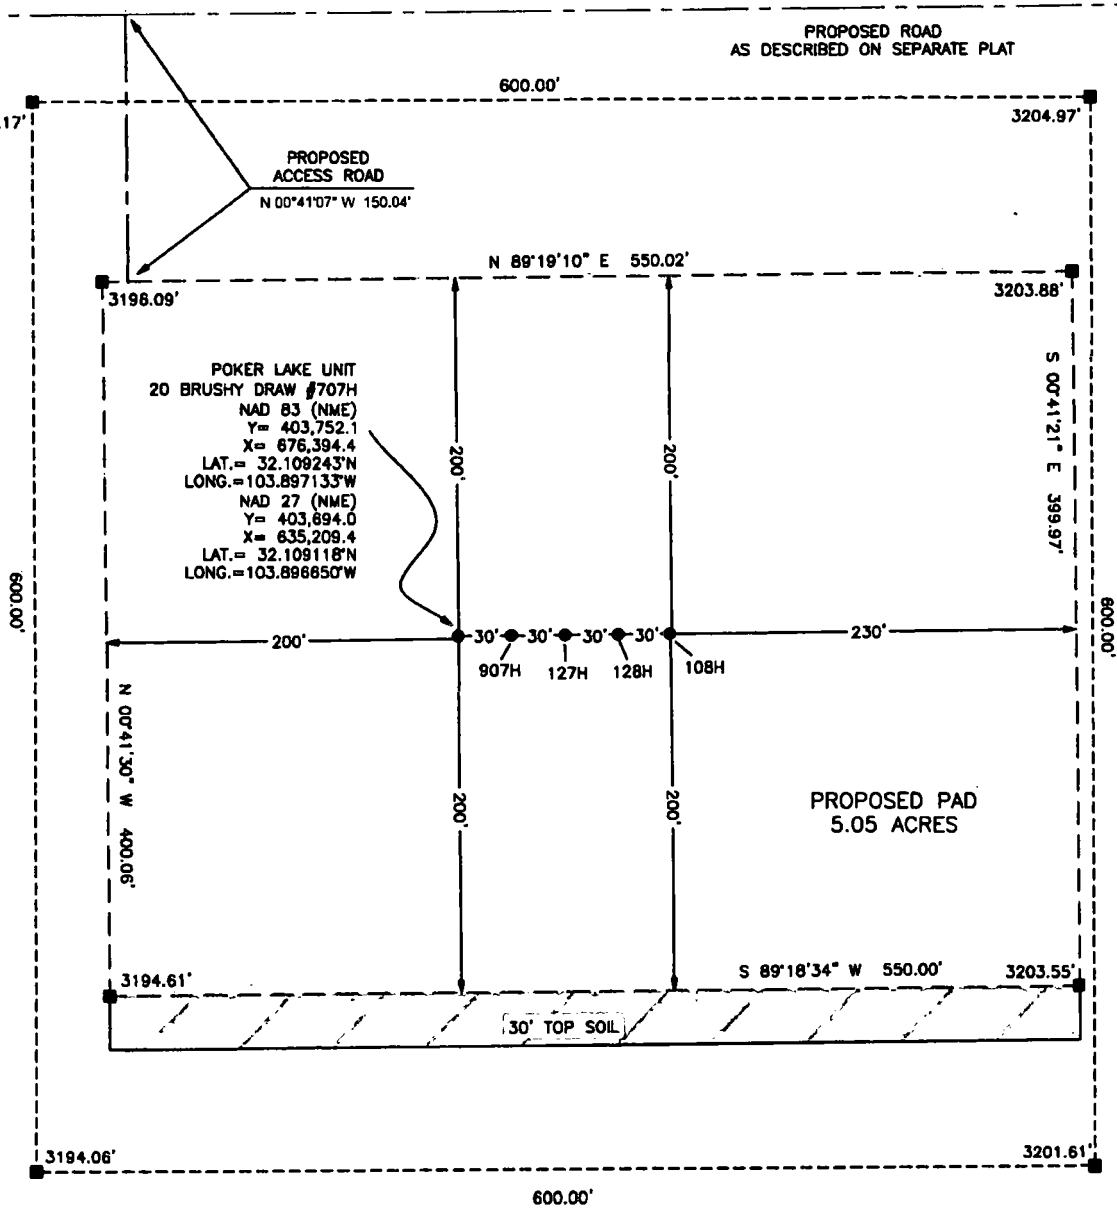 PROPOSED ROAD
AS DESCRIBED ON SEPARATE PLAT
600.00'
.17'
3204.97'
PROPOSED
ACCESS ROAD
N 00°41'07" W 150.04'
N 89°19'10" E 550.02'
3198.09'
3203.88'
POKER LAKE UNIT
20 BRUSHY DRAW #707H
NAD 83 (NME)
Y= 403,752.1
X= 676,394.4
LAT.= 32.109243°N
LONG.=103.897133°W
NAD 27 (NME)
Y= 403,694.0
X= 635,209.4
LAT.= 32.109118°N
LONG.=103.896650°W
S 00°41'21" E 399.97'
200'
200'
600.00'
600.00'
200'
30'
30'
30'
30'
230'
907H
127H
128H
108H
N 00°41'30" W 400.06'
200'
200'
PROPOSED PAD
5.05 ACRES
3194.61'
S 89°18'34" W 550.00'
3203.55'
30' TOP SOIL
3194.06'
3201.61'
600.00'